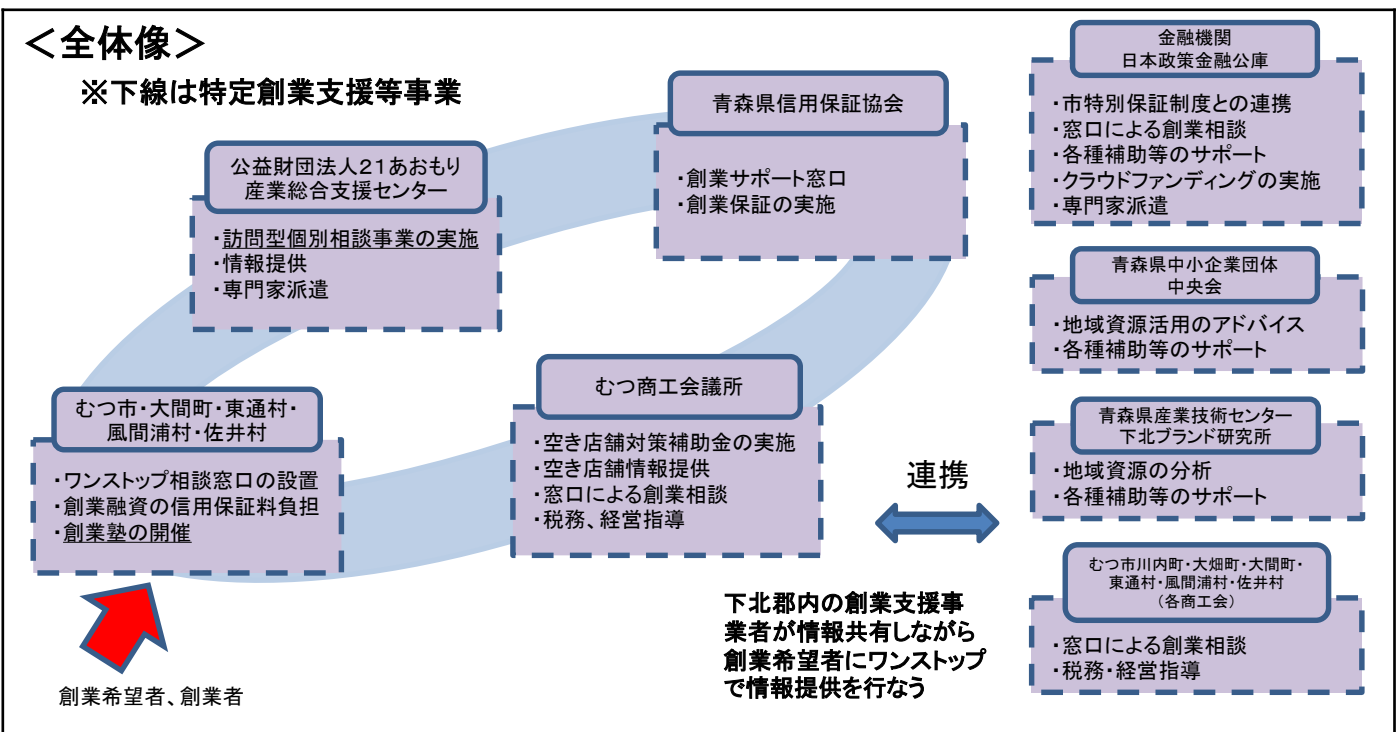 ＜全体像＞
※下線は特定創業支援等事業
公益財団法人２１あおもり
産業総合支援センター
・訪問型個別相談事業の実施
・情報提供
・専門家派遣
青森県信用保証協会
・創業サポート窓口
・創業保証の実施
むつ市・大間町・東通村・
風間浦村・佐井村
・ワンストップ相談窓口の設置
・創業融資の信用保証料負担
・創業塾の開催
創業希望者、創業者
むつ商工会議所
・空き店舗対策補助金の実施
・空き店舗情報提供
・窓口による創業相談
・税務、経営指導
連携
下北郡内の創業支援事
業者が情報共有しながら
創業希望者にワンストップ
で情報提供を行なう
金融機関
日本政策金融公庫
・市特別保証制度との連携
・窓口による創業相談
・各種補助等のサポート
・クラウドファンディングの実施
・専門家派遣
青森県中小企業団体
中央会
・地域資源活用のアドバイス
・各種補助等のサポート
青森県産業技術センター
下北ブランド研究所
・地域資源の分析
・各種補助等のサポート
むつ市川内町・大畑町・大間町・
東通村・風間浦村・佐井村
（各商工会）
・窓口による創業相談
・税務・経営指導